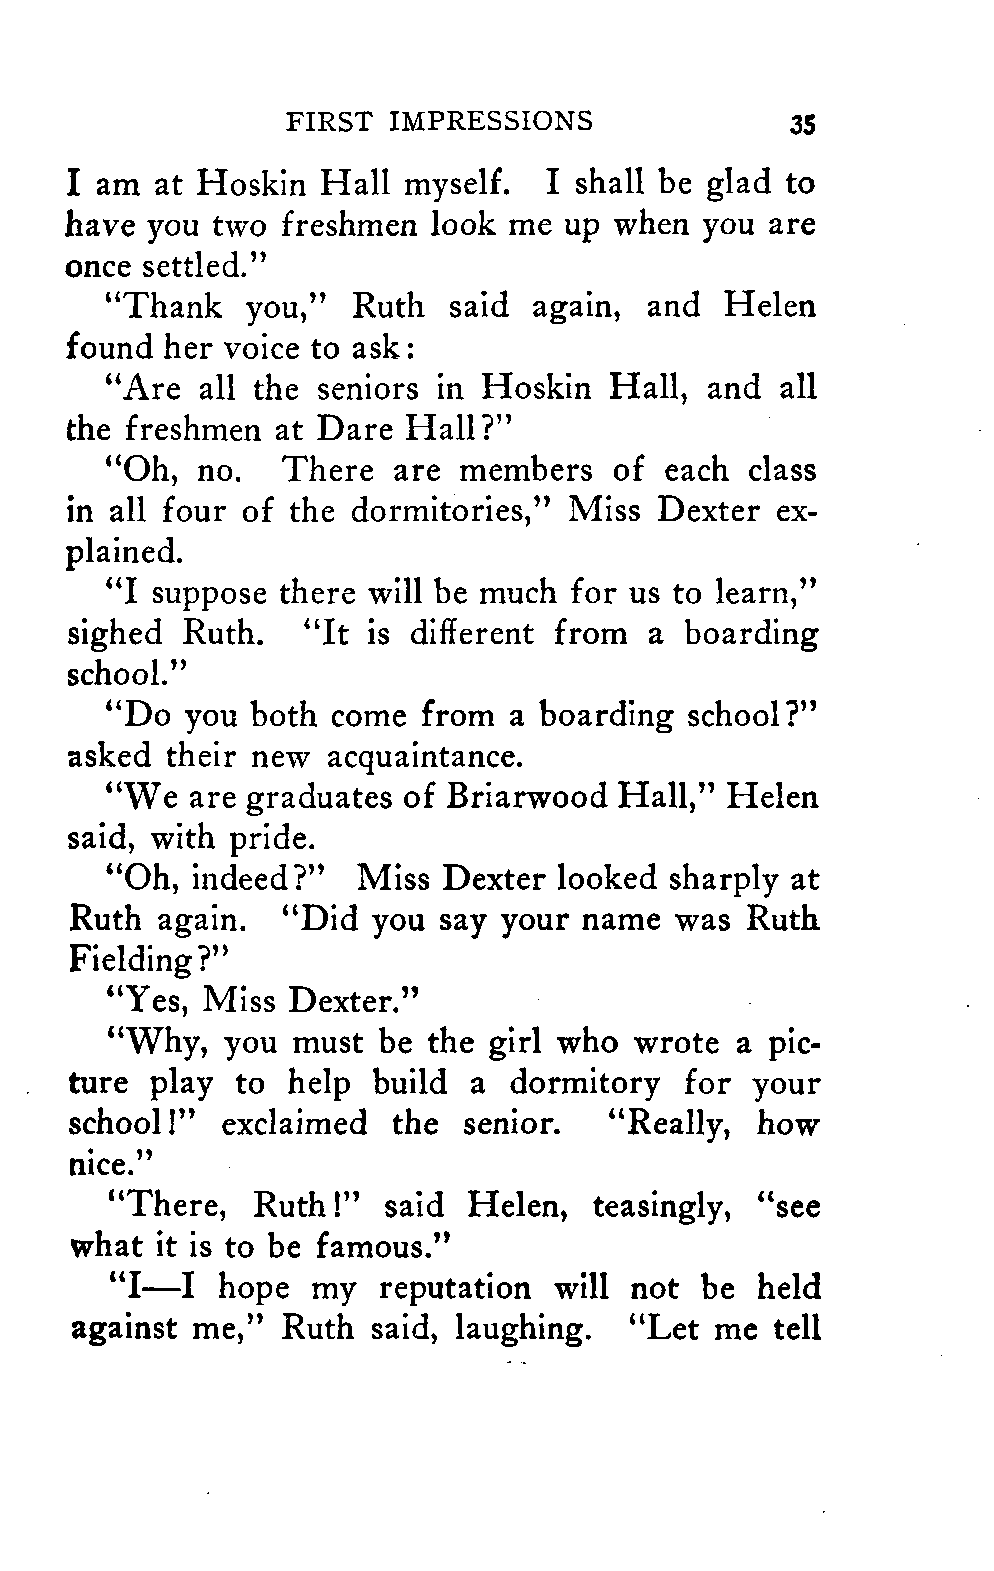 FIRST IMPRESSIONS 35
I am at Hoskin Hall myself. I shall be glad to
have you two freshmen look me up when you are
once settled."
"Thank you," Ruth said again, and Helen
found her voice to ask:
"Are all the seniors in Hoskin Hall, and all
the freshmen at Dare Hall?"
"Oh, no. There are members of each class
in all four of the dormitories," Miss Dexter ex-
plained.
"I suppose there will be much for us to learn,"
sighed Ruth. "It is different from a boarding
school."
"Do you both come from a boarding school?"
asked their new acquaintance.
"We are graduates of Briarwood Hall," Helen
said, with pride.
"Oh, indeed?" Miss Dexter looked sharply at
Ruth again. "Did you say your name was Ruth
Fielding?"
"Yes, Miss Dexter."
"Why, you must be the girl who wrote a pic-
ture play to help build a dormitory for your
school!" exclaimed the senior. "Really, how
nice."
"There, Ruth!" said Helen, teasingly, "see
what it is to be famous."
"I—I hope my reputation will not be held
against me," Ruth said, laughing. "Let me tell